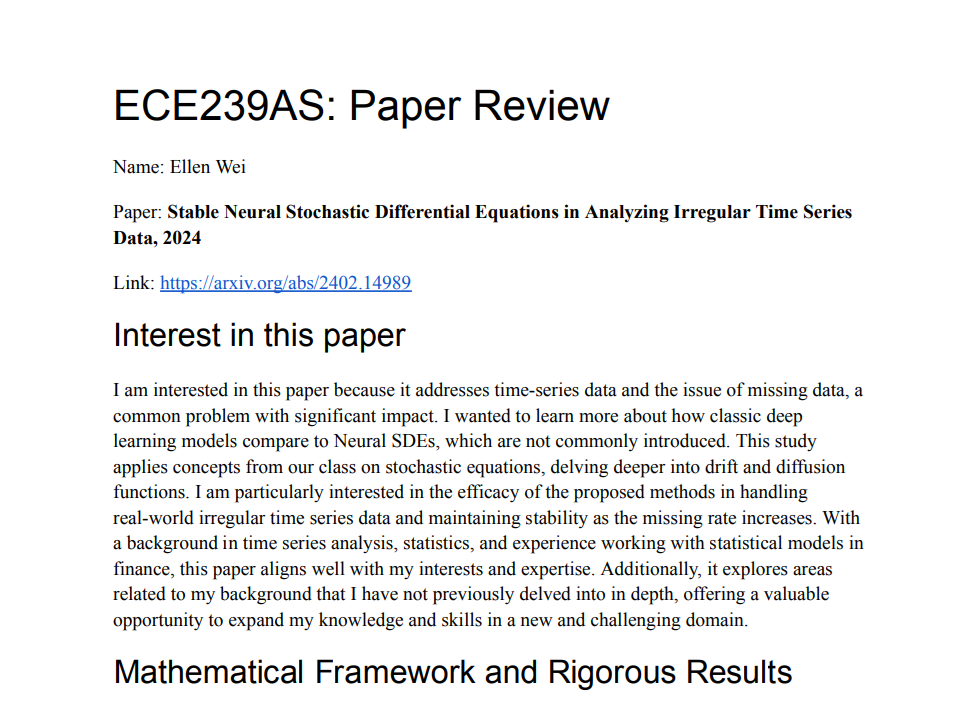 ECE239AS: Paper Review
Name: Ellen Wei
Paper: Stable Neural Stochastic Differential Equations in Analyzing Irregular Time Series
Data, 2024
Link: https://arxiv.org/abs/2402.14989
Interest in this paper
I am interested in this paper because it addresses time-series data and the issue of missing data, a
common problem with significant impact. I wanted to learn more about how classic deep
learning models compare to Neural SDEs, which are not commonly introduced. This study
applies concepts from our class on stochastic equations, delving deeper into drift and diffusion
functions. I am particularly interested in the efficacy of the proposed methods in handling
real-world irregular time series data and maintaining stability as the missing rate increases. With
a background in time series analysis, statistics, and experience working with statistical models in
finance, this paper aligns well with my interests and expertise. Additionally, it explores areas
related to my background that I have not previously delved into in depth, offering a valuable
opportunity to expand my knowledge and skills in a new and challenging domain.
Mathematical Framework and Rigorous Results